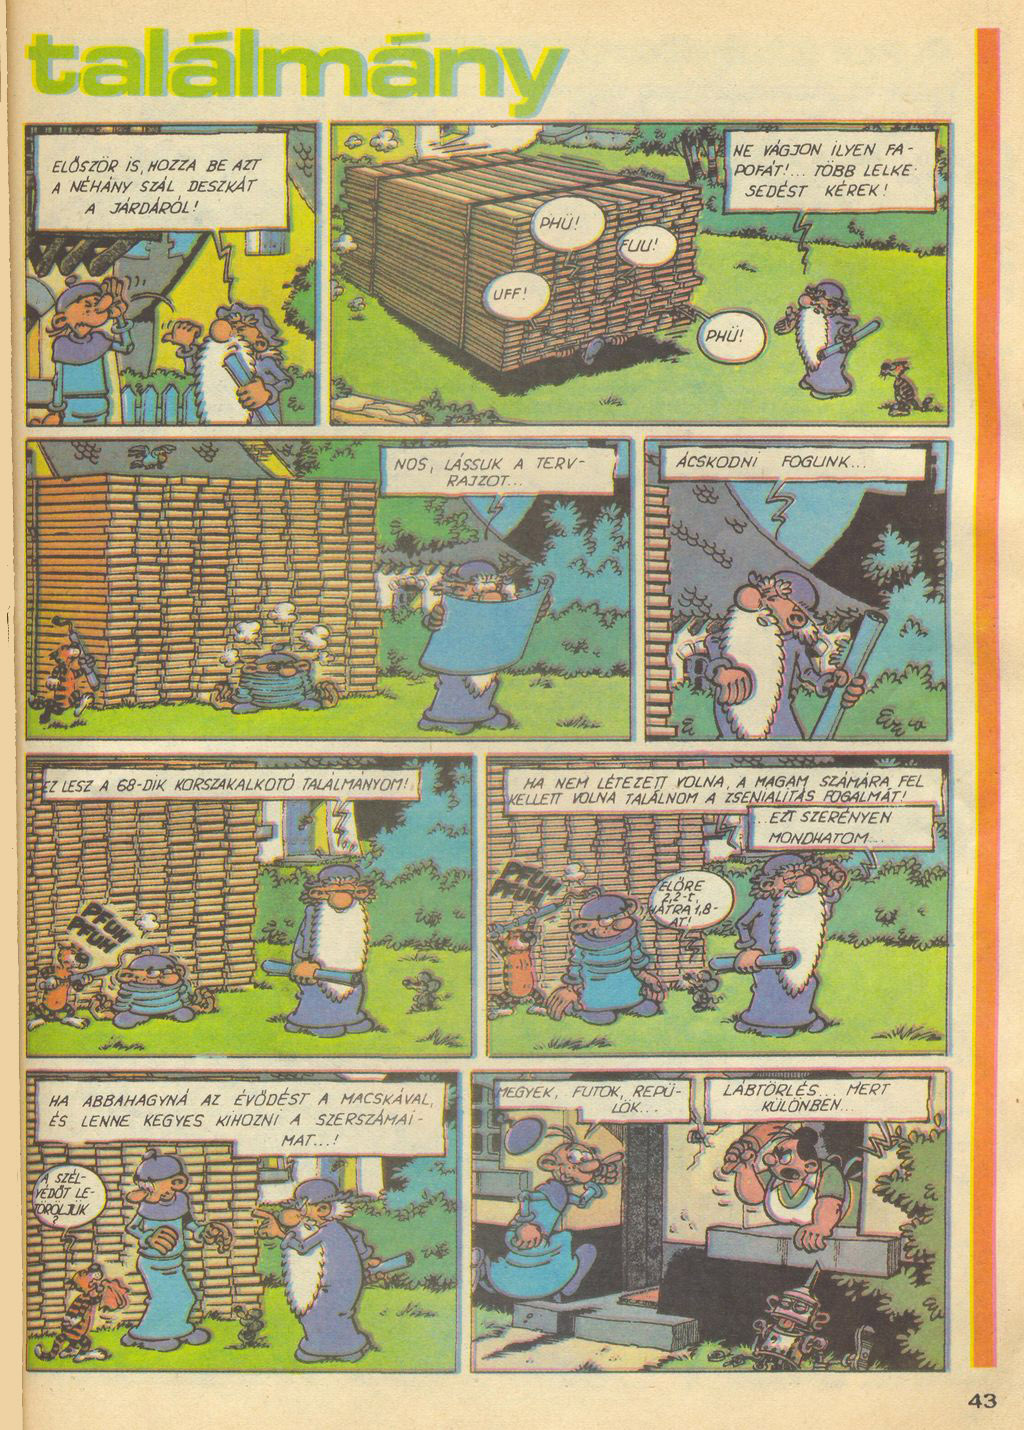 találmány
ELŐSZÖR IS, HOZZA BE AZT
A NÉHÁNY SZÁL DESZKÁT
A JÁRDÁRÓL!
PHÜ!
FUU!
UFF!
PHÜ!
NE VÁGJON ILYEN FA-
POFÁT!... TÖBB LELKE-
SEDÉST KÉREK!
NOS, LÁSSUK A TERV-
RAJZOT...
ÁCSKODNI FOGUNK...
EZ LESZ A 68-DIK KORSZAKALKOTÓ TALÁLMÁNYOM!
PFUH
PFUH
HA NEM LÉTEZETT VOLNA, A MAGAM SZÁMÁRA FEL
KELLETT VOLNA TALÁLNOM A ZSENIALITÁS FOGALMÁT!
...EZT SZERÉNYEN
MONDHATOM...
PFUH
PFUH
ELŐRE
2,2-T,
HÁTRA 1,8-
AT!
HA ABBAHAGYNÁ AZ ÉVŐDÉST A MACSKÁVAL,
ÉS LENNE KEGYES KIHOZNI A SZERSZÁMAI-
MAT...!
A SZÉL-
VÉDŐT LE-
TÖRÖLJÜK
?
MEGYEK, FUTOK, REPÜ-
LÖK...
LÁBTÖRLÉS... MERT
KÜLÖNBEN...
43